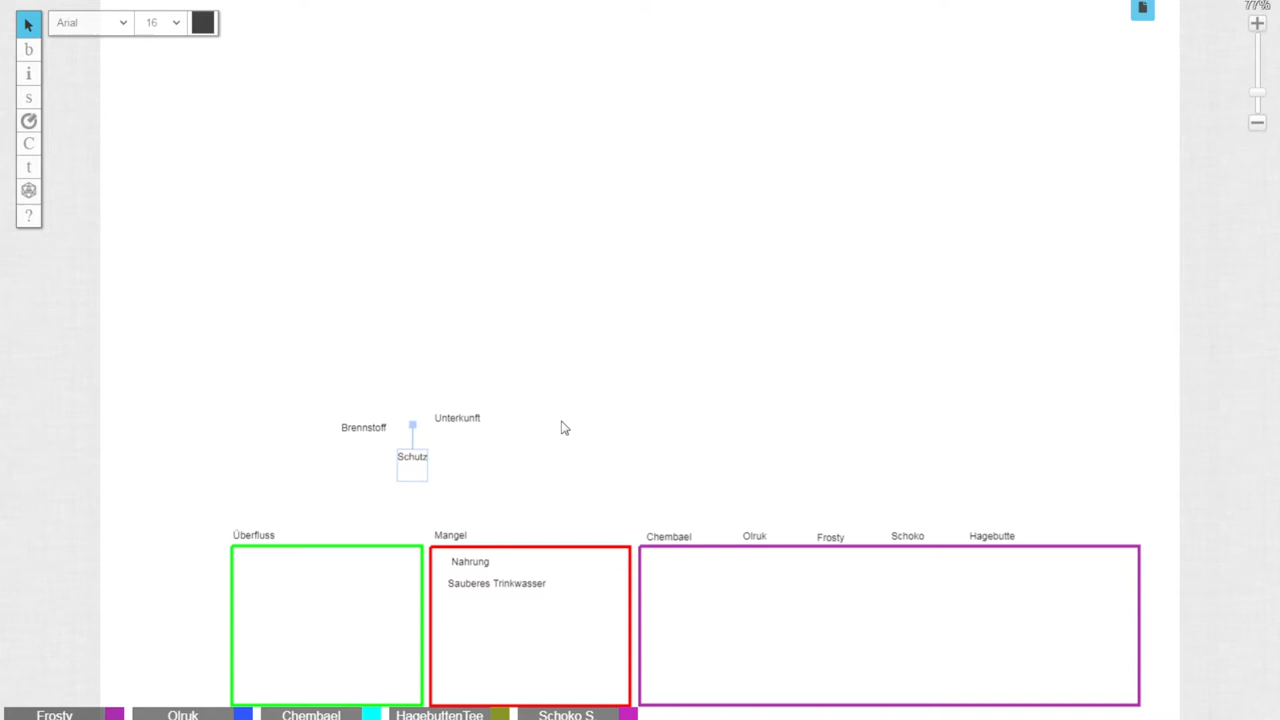 77%
Arial
16
b
i
s
C
t
?
Unterkunft
Brennstoff
Schutz
Überfluss
Mangel
Chembael
Olruk
Frosty
Schoko
Hagebutte
Nahrung
Sauberes Trinkwasser
Frosty
Olruk
Chembael
HagebuttenTee
Schoko S